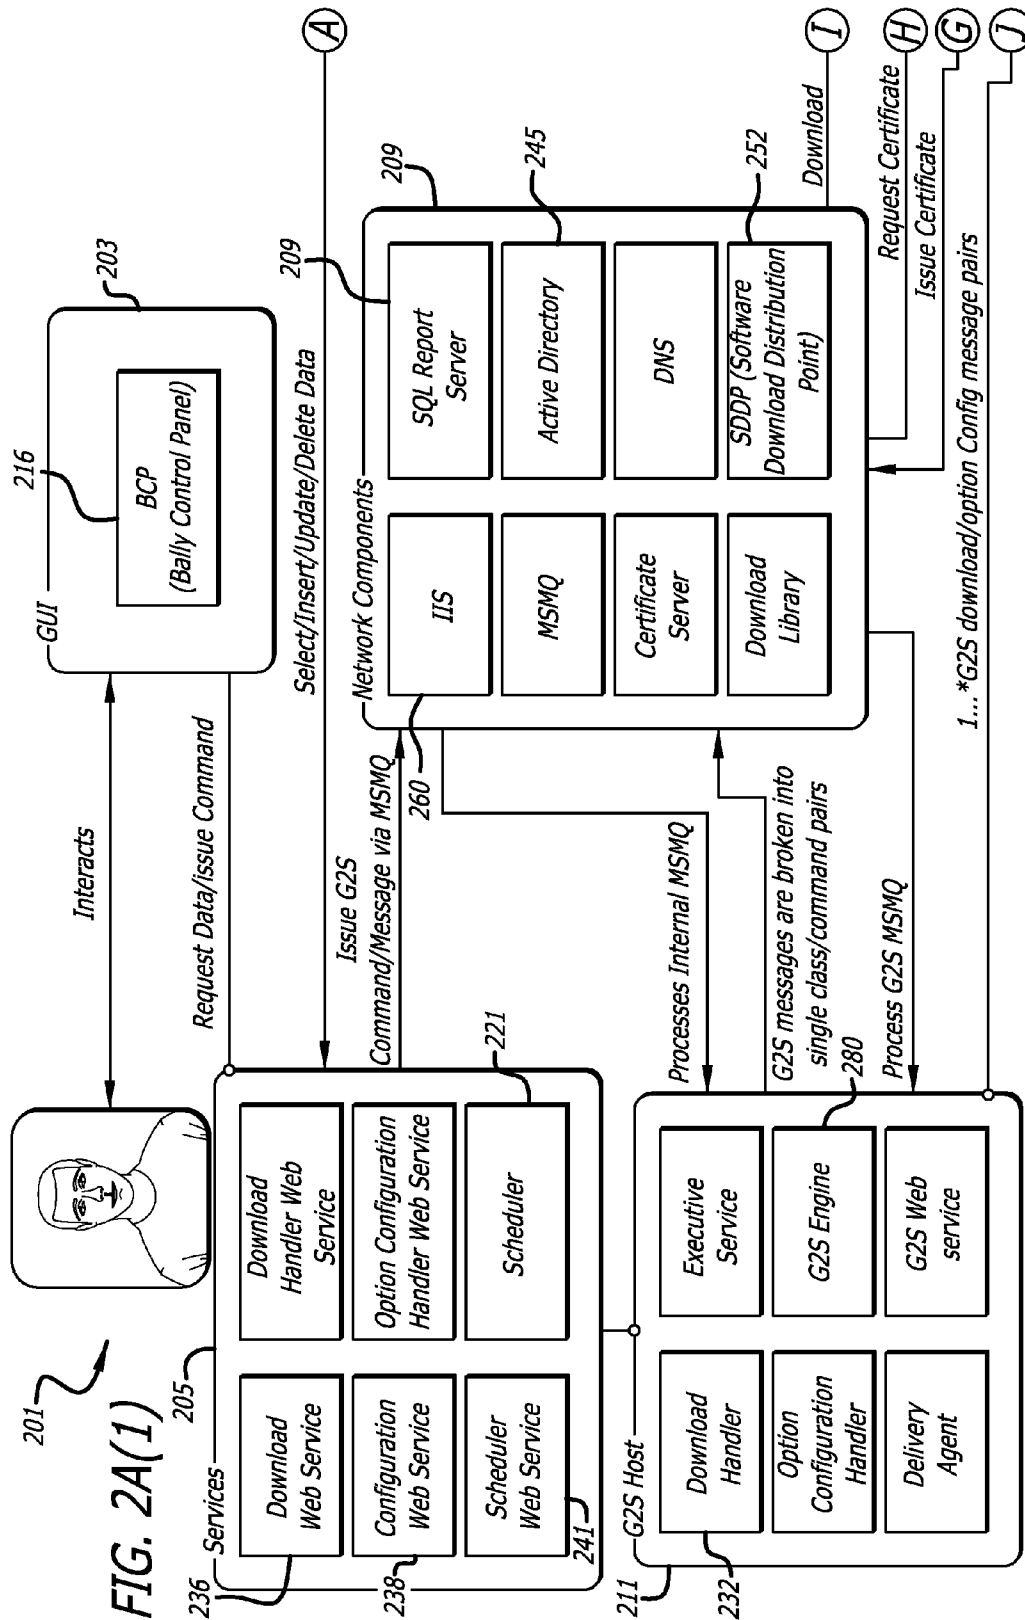 FIG. 2A(1)
201
Interacts
GUI
203
216
BCP
(Bally Control Panel)
Request Data/issue Command
Services
205
236
Download
Web Service
Download
Handler Web
Service
238
Configuration
Web Service
Option Configuration
Handler Web Service
241
Scheduler
Web Service
Scheduler
221
Select/Insert/Update/Delete Data
A
Issue G2S
Command/Message via MSMQ
Network Components
209
209
260
IIS
SQL Report
Server
MSMQ
Active Directory
245
Certificate
Server
DNS
Download
Library
SDDP (Software
Download Distribution
Point)
252
Download
I
Request Certificate
H
Issue Certificate
G
1... *G2S download/option Config message pairs
J
Processes Internal MSMQ
G2S messages are broken into
single class/command pairs
Process G2S MSMQ
G2S Host
211
232
Download
Handler
Executive
Service
Option
Configuration
Handler
G2S Engine
280
Delivery
Agent
G2S Web
service